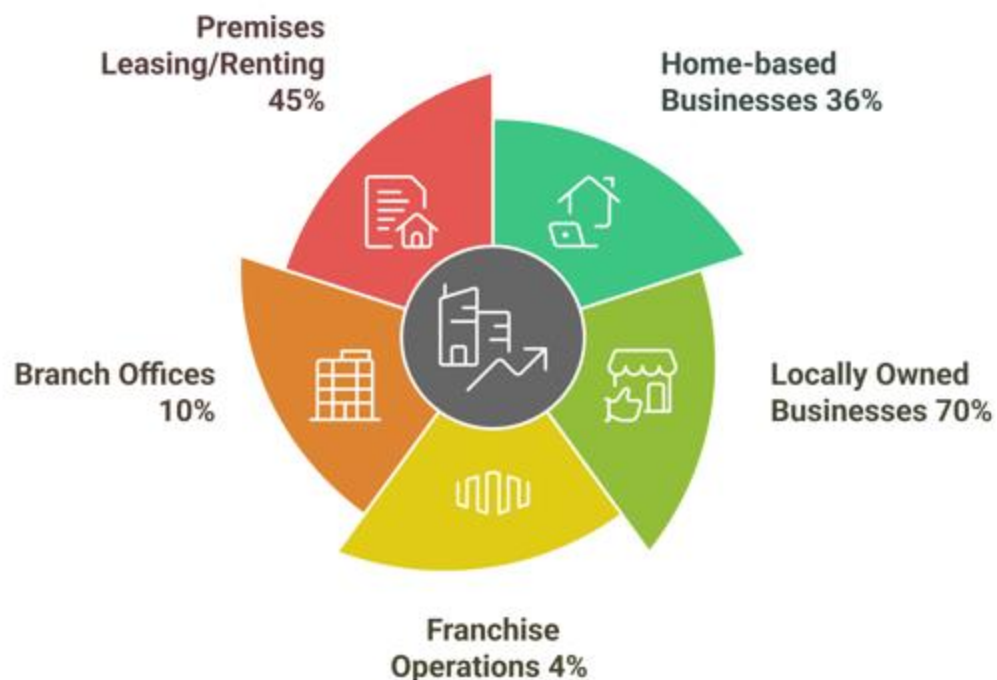 Premises
Leasing/Renting
45%
Home-based
Businesses 36%
Branch Offices
10%
Locally Owned
Businesses 70%
Franchise
Operations 4%